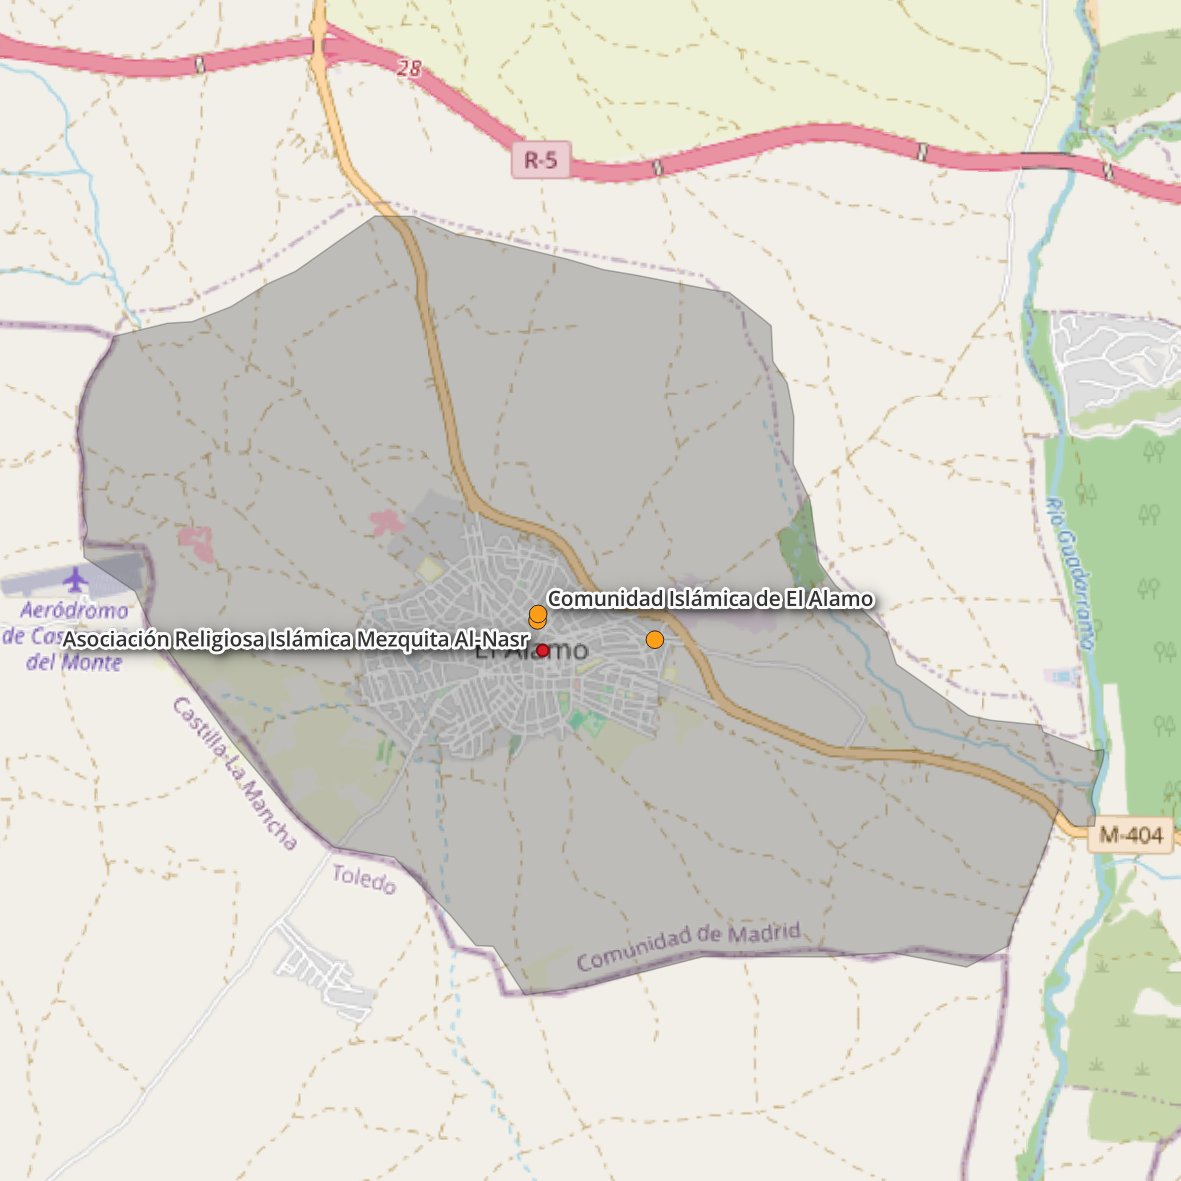 28
R-5
Río Guadarrama
Comunidad Islámica de El Alamo
Aeródromo
de Cas
del Monte
Asociación Religiosa Islámica Mezquita Al-Nasr
El Álamo
Castilla-La Mancha
Toledo
M-404
Comunidad de Madrid